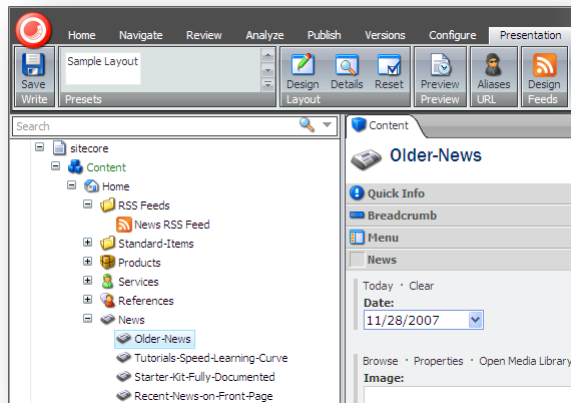 Home Navigate Review Analyze Publish Versions Configure Presentation
Sample Layout
Save Design Details Reset Preview Aliases Design
Write Presets Layout Preview URL Feeds
Search
Content
sitecore
Content
Home
RSS Feeds
News RSS Feed
Standard-Items
Products
Services
References
News
Older-News
Tutorials-Speed-Learning-Curve
Starter-Kit-Fully-Documented
Recent-News-on-Front-Page
Older-News
Quick Info
Breadcrumb
Menu
News
Today · Clear
Date:
11/28/2007
Browse · Properties · Open Media Library
Image: